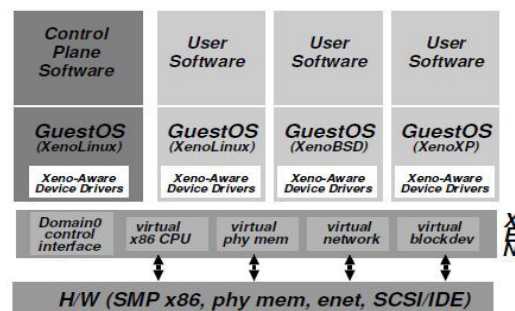 Control
Plane
Software
User
Software
User
Software
User
Software
GuestOS
(XenoLinux)
Xeno-Aware
Device Drivers
GuestOS
(XenoLinux)
Xeno-Aware
Device Drivers
GuestOS
(XenoBSD)
Xeno-Aware
Device Drivers
GuestOS
(XenoXP)
Xeno-Aware
Device Drivers
Domain0
control
interface
virtual
x86 CPU
virtual
phy mem
virtual
network
virtual
blockdev
X
E
N
H/W (SMP x86, phy mem, enet, SCSI/IDE)